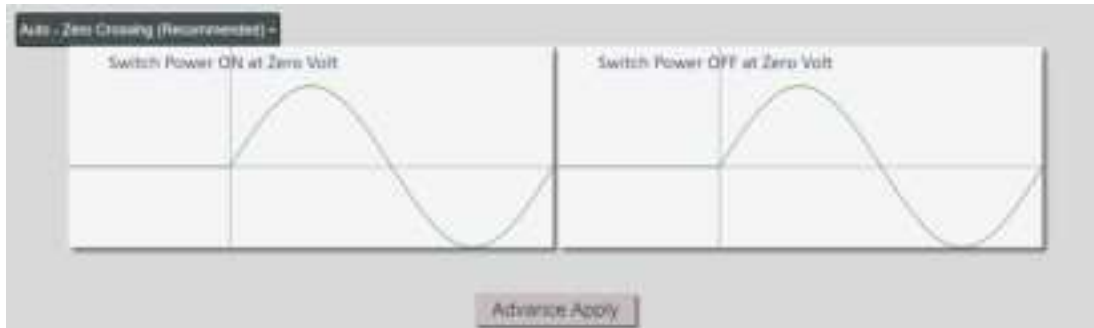 Auto - Zero Crossing (Recommended)
Switch Power ON at Zero Volt
Switch Power OFF at Zero Volt
Advance Apply